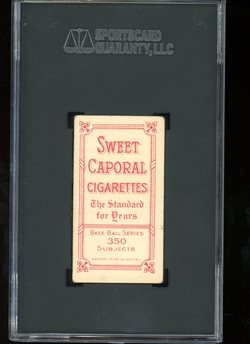 SPORTSCARD
GUARANTY, LLC
SWEET
CAPORAL
CIGARETTES
The Standard
for Years
BASE BALL SERIES
350
SUBJECTS